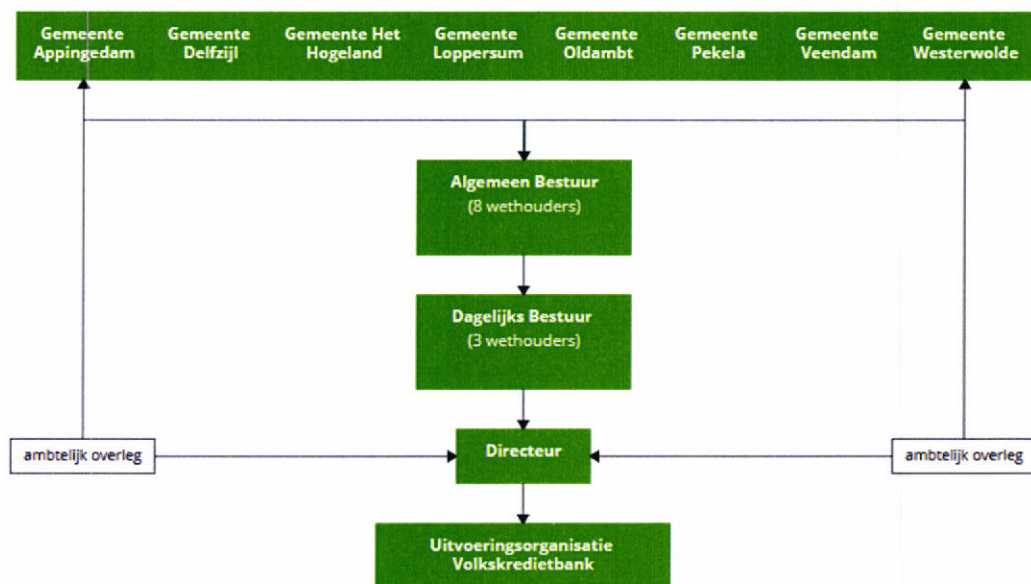 Gemeente Appingedam
Gemeente Delfzijl
Gemeente Het Hogeland
Gemeente Loppersum
Gemeente Oldambt
Gemeente Pekela
Gemeente Veendam
Gemeente Westerwolde
Algemeen Bestuur
(8 wethouders)
Dagelijks Bestuur
(3 wethouders)
ambtelijk overleg
Directeur
ambtelijk overleg
Uitvoeringsorganisatie
Volkskredietbank